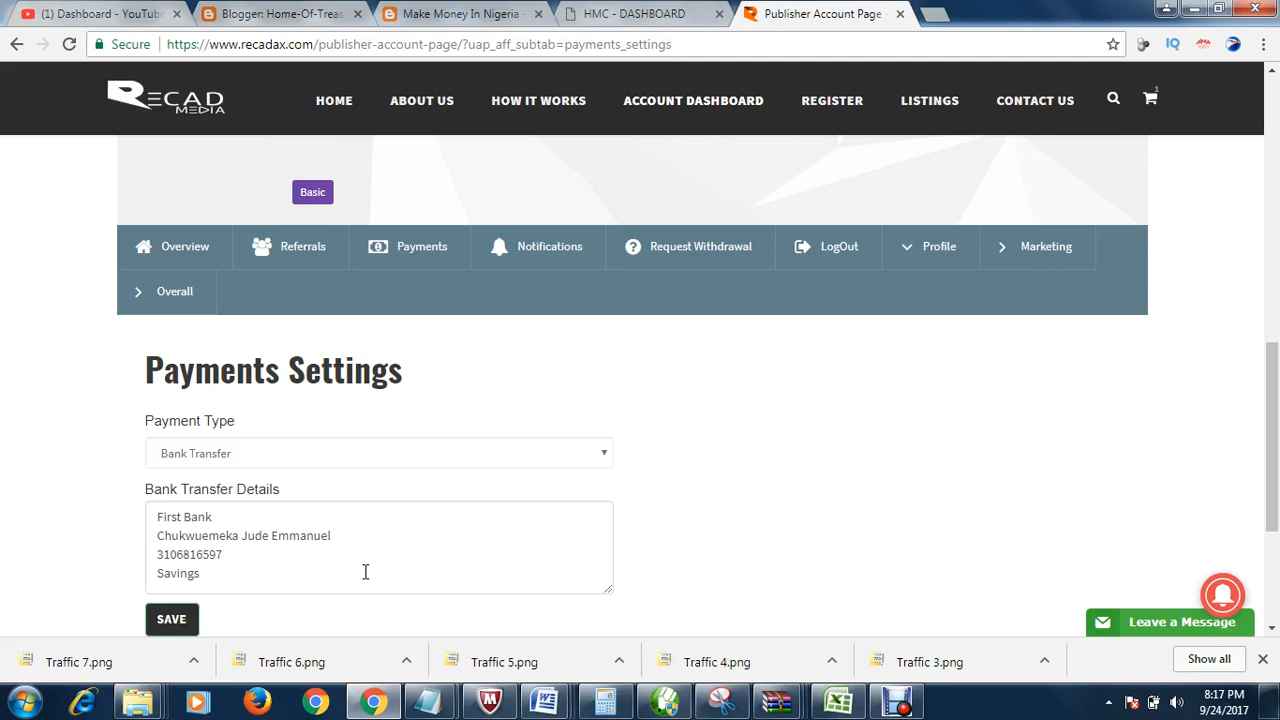 (1) Dashboard - YouTube
Blogger: Home-Of-Treas
Make Money In Nigeria -
HMC - DASHBOARD
Publisher Account Page
Secure
https://www.recadax.com/publisher-account-page/?uap_aff_subtab=payments_settings
IQ
RECAD
MEDIA
HOME
ABOUT US
HOW IT WORKS
ACCOUNT DASHBOARD
REGISTER
LISTINGS
CONTACT US
1
Basic
Overview
Referrals
Payments
Notifications
Request Withdrawal
LogOut
Profile
Marketing
Overall
Payments Settings
Payment Type
Bank Transfer
Bank Transfer Details
First Bank
Chukwuemeka Jude Emmanuel
3106816597
Savings
SAVE
Leave a Message
Traffic 7.png
Traffic 6.png
Traffic 5.png
Traffic 4.png
Traffic 3.png
Show all
8:17 PM
9/24/2017